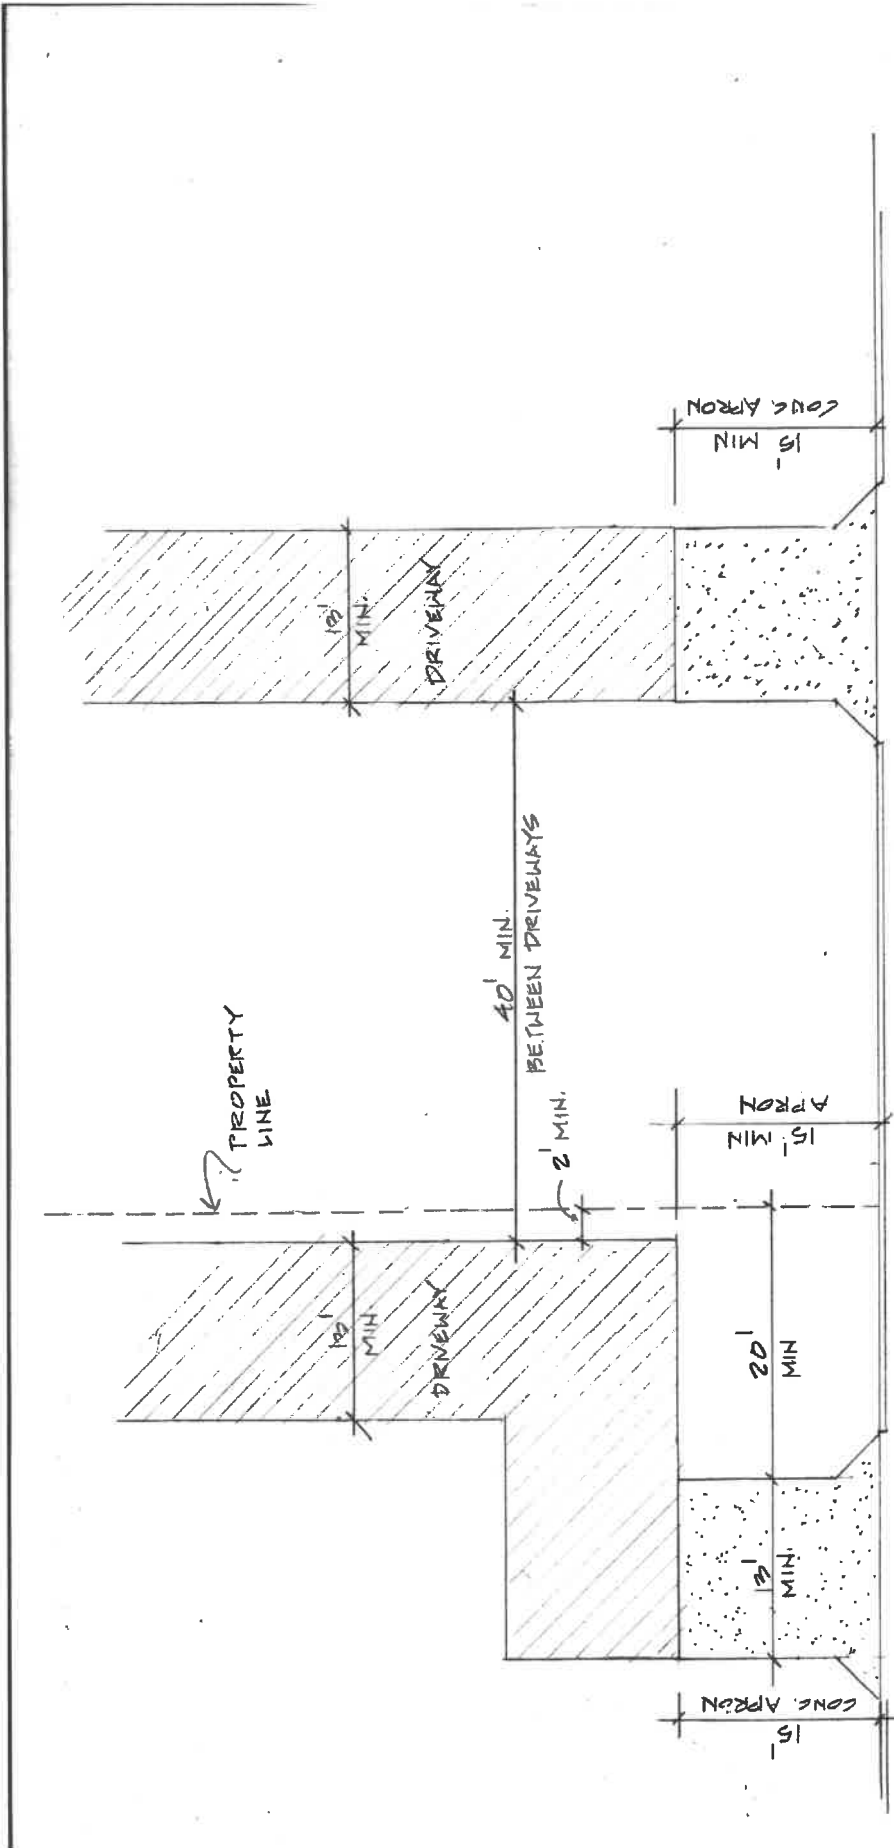 PROPERTY
LINE
13'
MIN.
DRIVEWAY
13'
MIN
DRIVEWAY
40' MIN.
BETWEEN DRIVEWAYS
2' MIN.
15' MIN
CONC. APRON
15' MIN
APRON
20'
MIN
13'
MIN.
15'
CONC. APRON